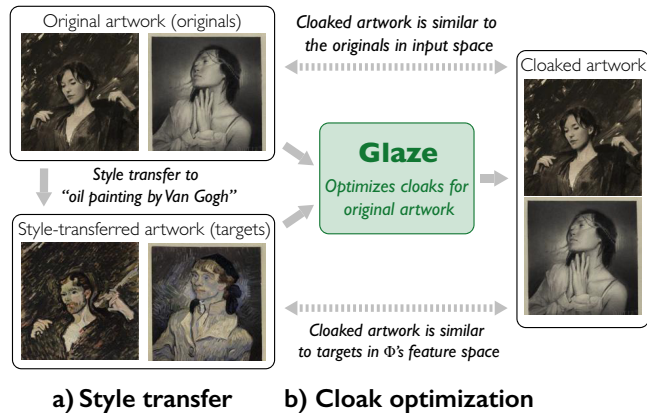 Original artwork (originals)
Cloaked artwork is similar to
the originals in input space
Cloaked artwork
Glaze
Optimizes cloaks for
original artwork
Style transfer to
“oil painting by Van Gogh”
Style-transferred artwork (targets)
Cloaked artwork is similar
to targets in Φ's feature space
a) Style transfer
b) Cloak optimization